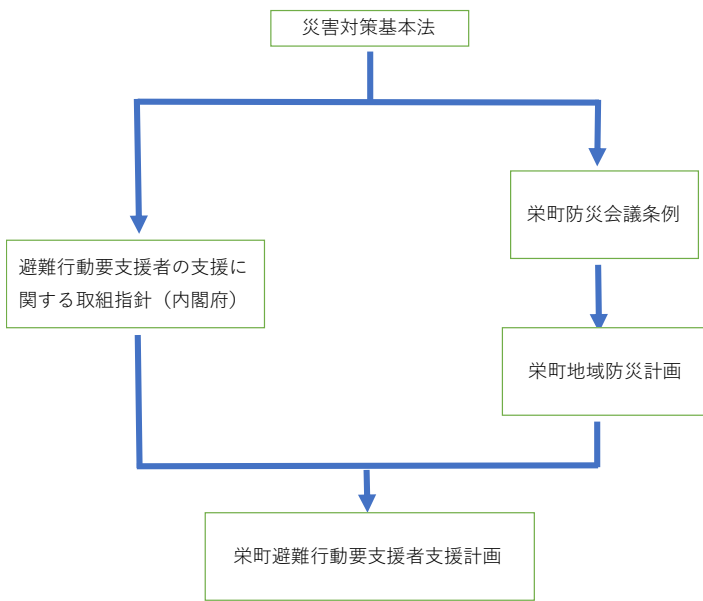 災害対策基本法
栄町防災会議条例
避難行動要支援者の支援に
関する取組指針（内閣府）
栄町地域防災計画
栄町避難行動要支援者支援計画